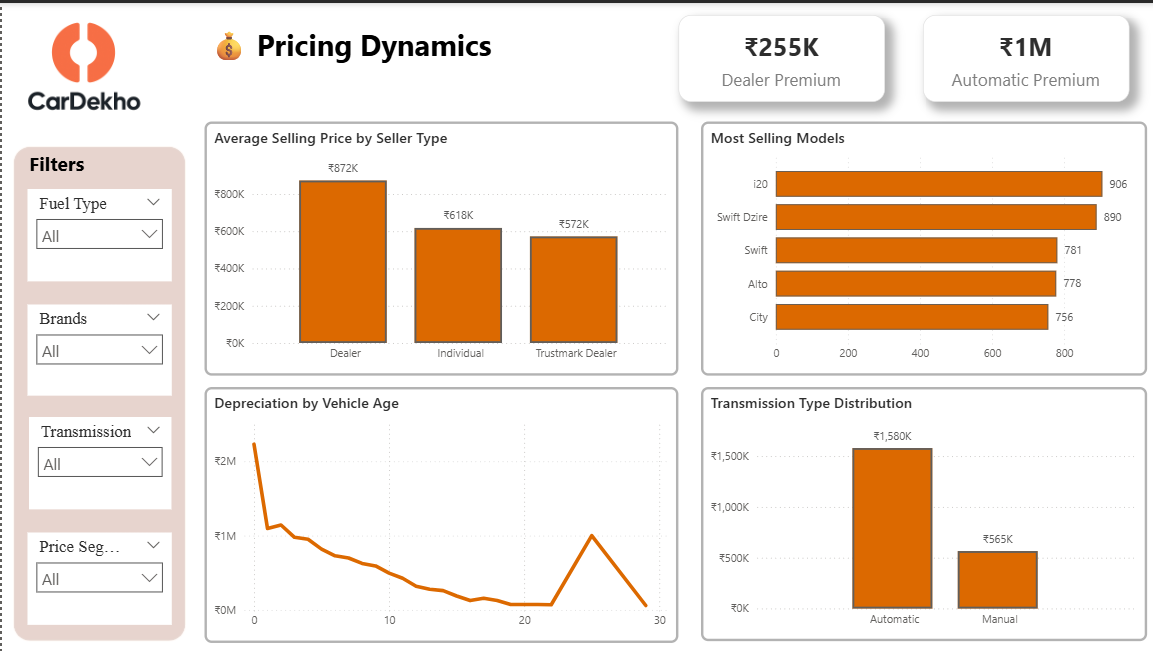 CarDekho
💰 Pricing Dynamics
₹255K
Dealer Premium
₹1M
Automatic Premium
Filters
Fuel Type
All
Brands
All
Transmission
All
Price Seg...
All
Average Selling Price by Seller Type
₹872K
₹618K
₹572K
₹800K
₹600K
₹400K
₹200K
₹0K
Dealer Individual Trustmark Dealer
Most Selling Models
i20 906
Swift Dzire 890
Swift 781
Alto 778
City 756
0 200 400 600 800
Depreciation by Vehicle Age
₹2M
₹1M
₹0M
0 10 20 30
Transmission Type Distribution
₹1,580K
₹565K
₹1,500K
₹1,000K
₹500K
₹0K
Automatic Manual